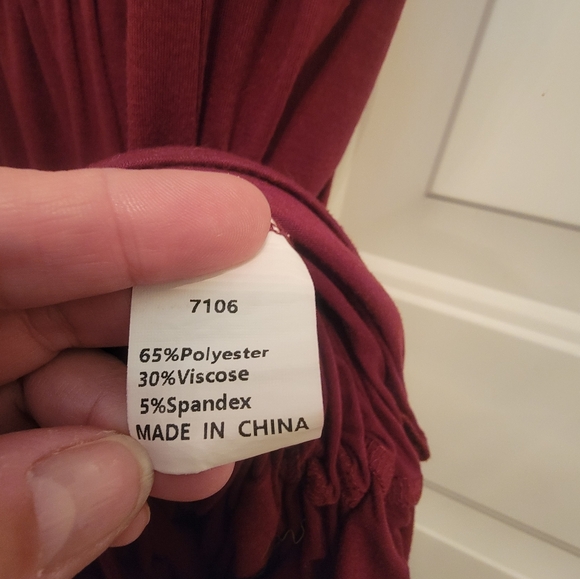 7106
65%Polyester
30%Viscose
5%Spandex
MADE IN CHINA